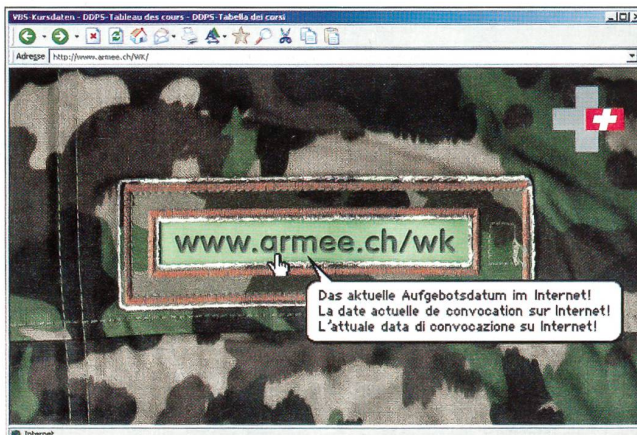 VBS-Kursdaten - DDPS-Tableau des cours - DDPS-Tabella dei corsi
Adresse http://www.armee.ch/WK/
www.armee.ch/wk
Das aktuelle Aufgebotsdatum im Internet!
La date actuelle de convocation sur Internet!
L'attuale data di convocazione su Internet!
Internet